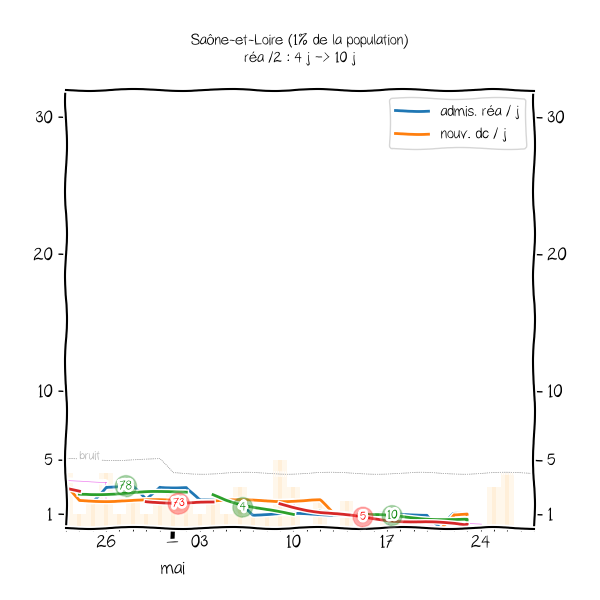 Saône-et-Loire (1% de la population)
réa /2 : 4 j -> 10 j
admis. réa / j
nouv. dc / j
30 30
20 20
10 10
5 5
bruit
78
73
4
5
10
1 1
26 1 03 10 17 24
mai